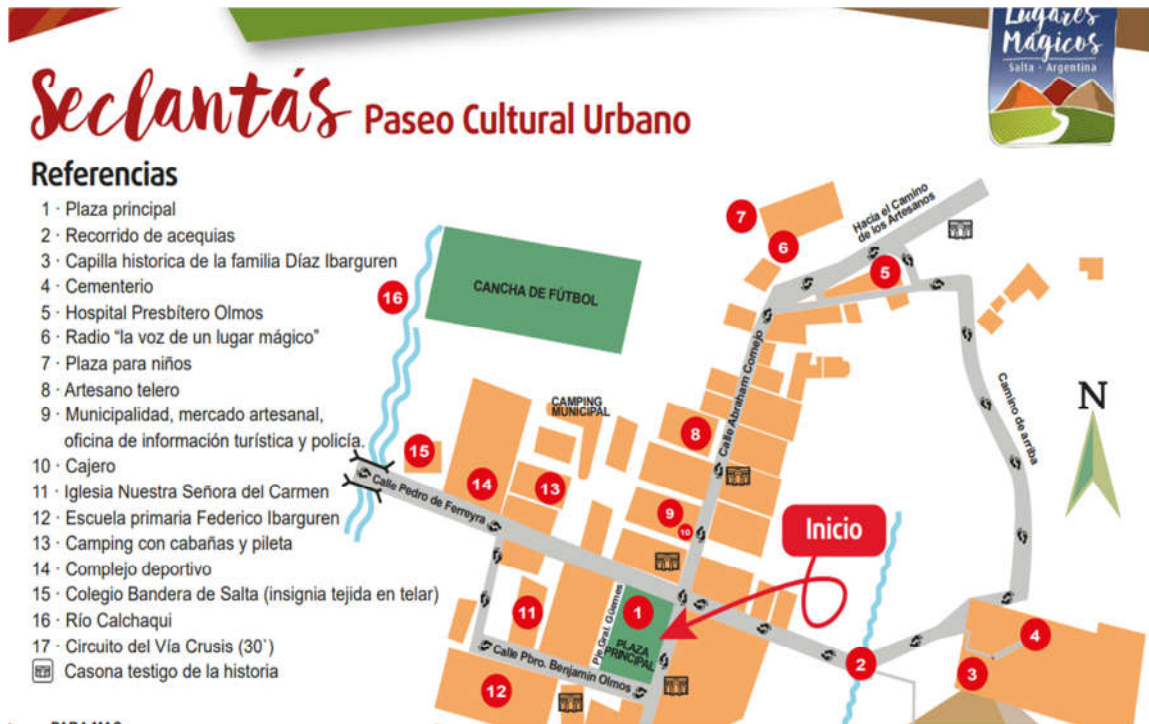 Lugares
Mágicos
Salta · Argentina
Seclantás Paseo Cultural Urbano
Referencias
1 · Plaza principal
2 · Recorrido de acequias
3 · Capilla historica de la familia Díaz Ibarguren
4 · Cementerio
5 · Hospital Presbítero Olmos
6 · Radio “la voz de un lugar mágico”
7 · Plaza para niños
8 · Artesano telero
9 · Municipalidad, mercado artesanal,
oficina de información turística y policía.
10 · Cajero
11 · Iglesia Nuestra Señora del Carmen
12 · Escuela primaria Federico Ibarguren
13 · Camping con cabañas y pileta
14 · Complejo deportivo
15 · Colegio Bandera de Salta (insignia tejida en telar)
16 · Río Calchaqui
17 · Circuito del Vía Crusis (30`)
Casona testigo de la historia
Hacia el Camino
de los Artesanos
7
6
5
16
CANCHA DE FÚTBOL
Calle Abraham Cornejo
Camino de arriba
N
CAMPING
MUNICIPAL
8
15
14
13
Calle Pedro de Ferreyra
9
10
Inicio
11
Pje Gral. Güemes
1
PLAZA
PRINCIPAL
Calle Pbro. Benjamín Olmos
12
2
3
4